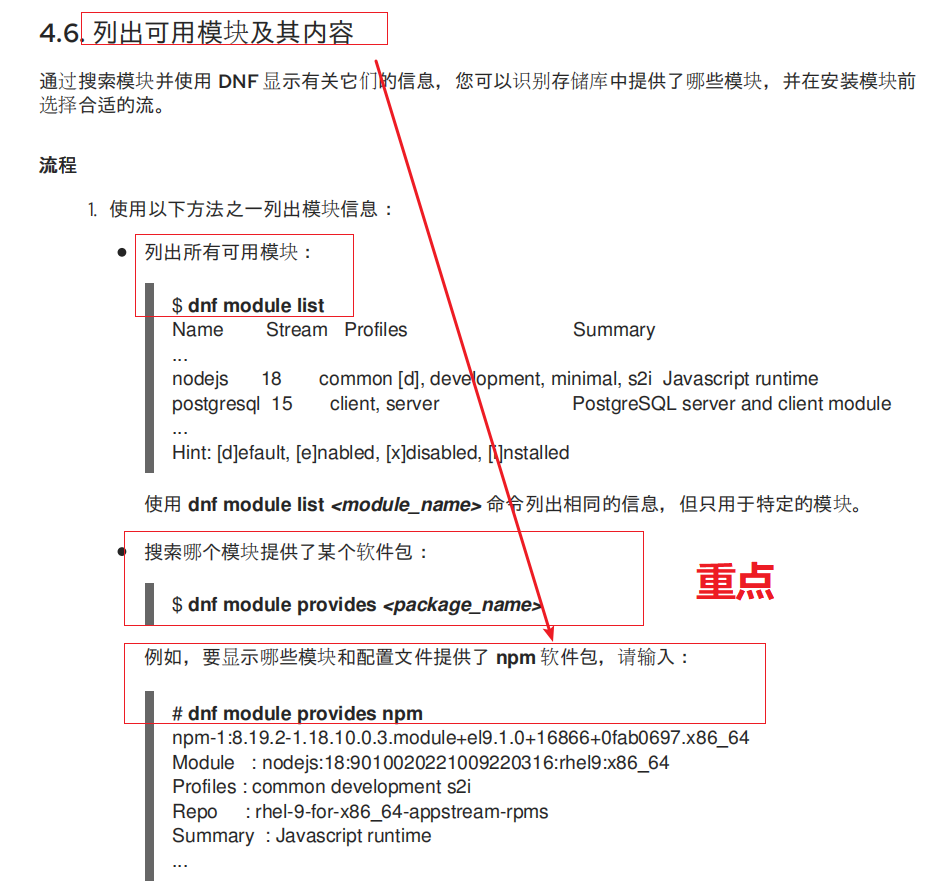 4.6. 列出可用模块及其内容
通过搜索模块并使用 DNF 显示有关它们的信息，您可以识别存储库中提供了哪些模块，并在安装模块前
选择合适的流。
流程
1. 使用以下方法之一列出模块信息：
● 列出所有可用模块：
$ dnf module list
Name Stream Profiles Summary
...
nodejs 18 common [d], development, minimal, s2i Javascript runtime
postgresql 15 client, server PostgreSQL server and client module
...
Hint: [d]efault, [e]nabled, [x]disabled, [i]nstalled
使用 dnf module list <module_name> 命令列出相同的信息，但只用于特定的模块。
● 搜索哪个模块提供了某个软件包：
重点
$ dnf module provides <package_name>
例如，要显示哪些模块和配置文件提供了 npm 软件包，请输入：
# dnf module provides npm
npm-1:8.19.2-1.18.10.0.3.module+el9.1.0+16866+0fab0697.x86_64
Module : nodejs:18:9010020221009220316:rhel9:x86_64
Profiles : common development s2i
Repo : rhel-9-for-x86_64-appstream-rpms
Summary : Javascript runtime
...